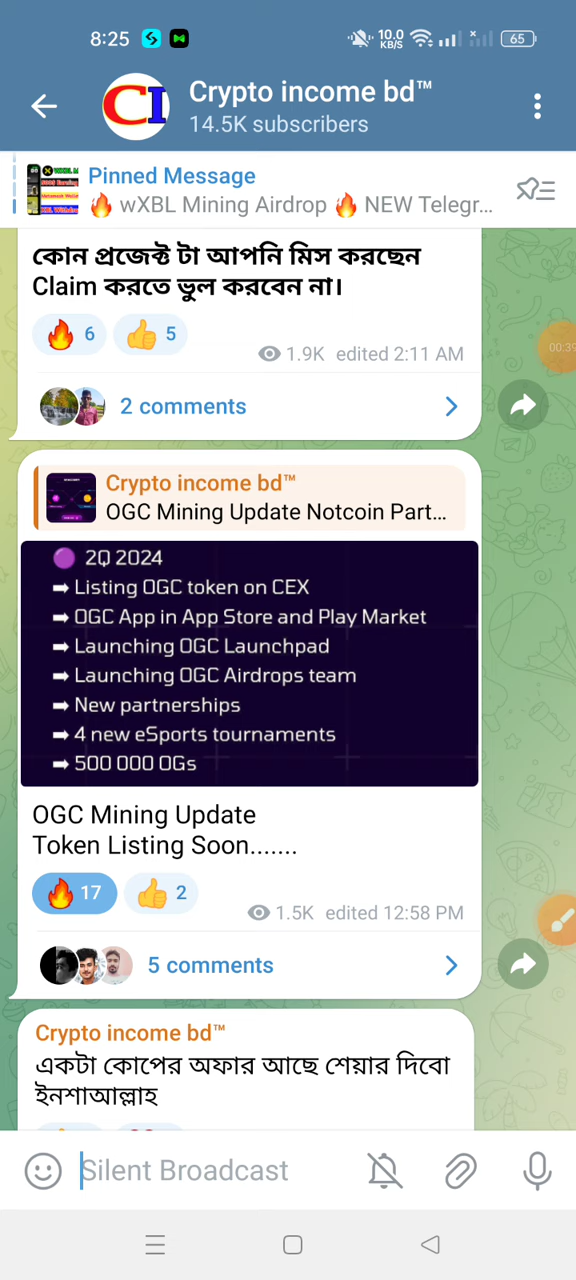 8:25
10.0
KB/S
65
Crypto income bd™
14.5K subscribers
Pinned Message
🔥 wXBL Mining Airdrop 🔥 NEW Telegr...
কোন প্রজেক্ট টা আপনি মিস করছেন
Claim করতে ভুল করবেন না।
🔥 6 👍 5
1.9K edited 2:11 AM
2 comments
00:39
Crypto income bd™
OGC Mining Update Notcoin Part...
2Q 2024
➡ Listing OGC token on CEX
➡ OGC App in App Store and Play Market
➡ Launching OGC Launchpad
➡ Launching OGC Airdrops team
➡ New partnerships
➡ 4 new eSports tournaments
➡ 500 000 OGs
OGC Mining Update
Token Listing Soon.......
🔥 17 👍 2
1.5K edited 12:58 PM
5 comments
Crypto income bd™
একটা কোপের অফার আছে শেয়ার দিবো
ইনশাআল্লাহ
Silent Broadcast